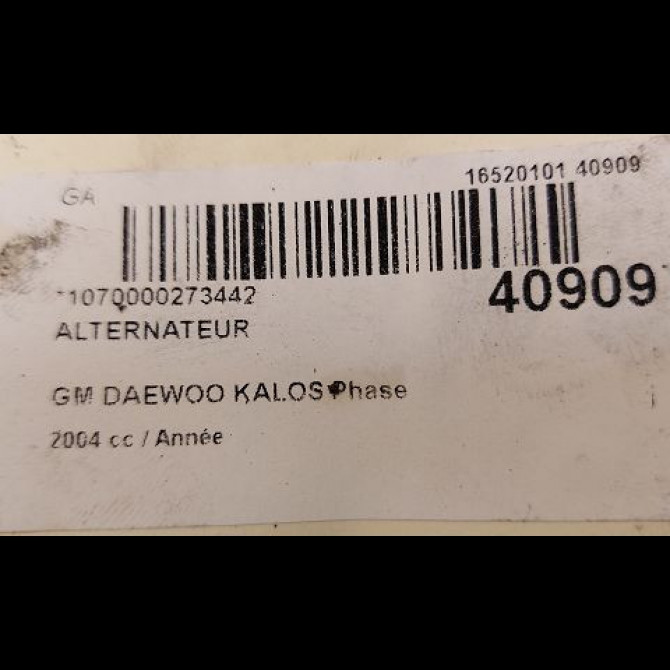 16520101 40909
GA
*1070000273442
40909
ALTERNATEUR
GM DAEWOO KALOS Phase
2004 cc / Année